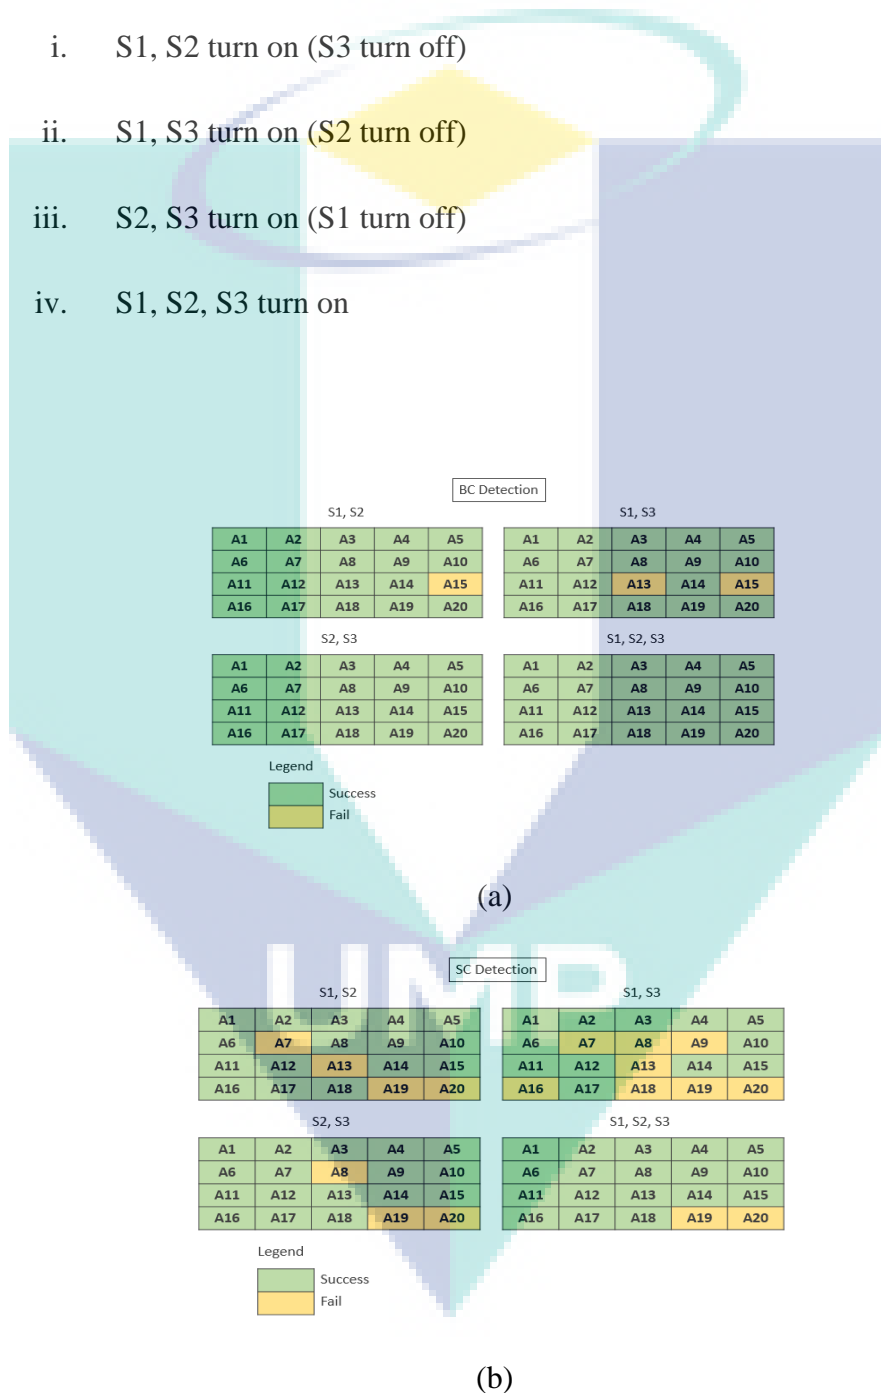 i. S1, S2 turn on (S3 turn off)
ii. S1, S3 turn on (S2 turn off)
iii. S2, S3 turn on (S1 turn off)
iv. S1, S2, S3 turn on
BC Detection
S1, S2 S1, S3
A1 A2 A3 A4 A5 A1 A2 A3 A4 A5
A6 A7 A8 A9 A10 A6 A7 A8 A9 A10
A11 A12 A13 A14 A15 A11 A12 A13 A14 A15
A16 A17 A18 A19 A20 A16 A17 A18 A19 A20
S2, S3 S1, S2, S3
A1 A2 A3 A4 A5 A1 A2 A3 A4 A5
A6 A7 A8 A9 A10 A6 A7 A8 A9 A10
A11 A12 A13 A14 A15 A11 A12 A13 A14 A15
A16 A17 A18 A19 A20 A16 A17 A18 A19 A20
Legend
Success
Fail
(a)
UMP
SC Detection
S1, S2 S1, S3
A1 A2 A3 A4 A5 A1 A2 A3 A4 A5
A6 A7 A8 A9 A10 A6 A7 A8 A9 A10
A11 A12 A13 A14 A15 A11 A12 A13 A14 A15
A16 A17 A18 A19 A20 A16 A17 A18 A19 A20
S2, S3 S1, S2, S3
A1 A2 A3 A4 A5 A1 A2 A3 A4 A5
A6 A7 A8 A9 A10 A6 A7 A8 A9 A10
A11 A12 A13 A14 A15 A11 A12 A13 A14 A15
A16 A17 A18 A19 A20 A16 A17 A18 A19 A20
Legend
Success
Fail
(b)